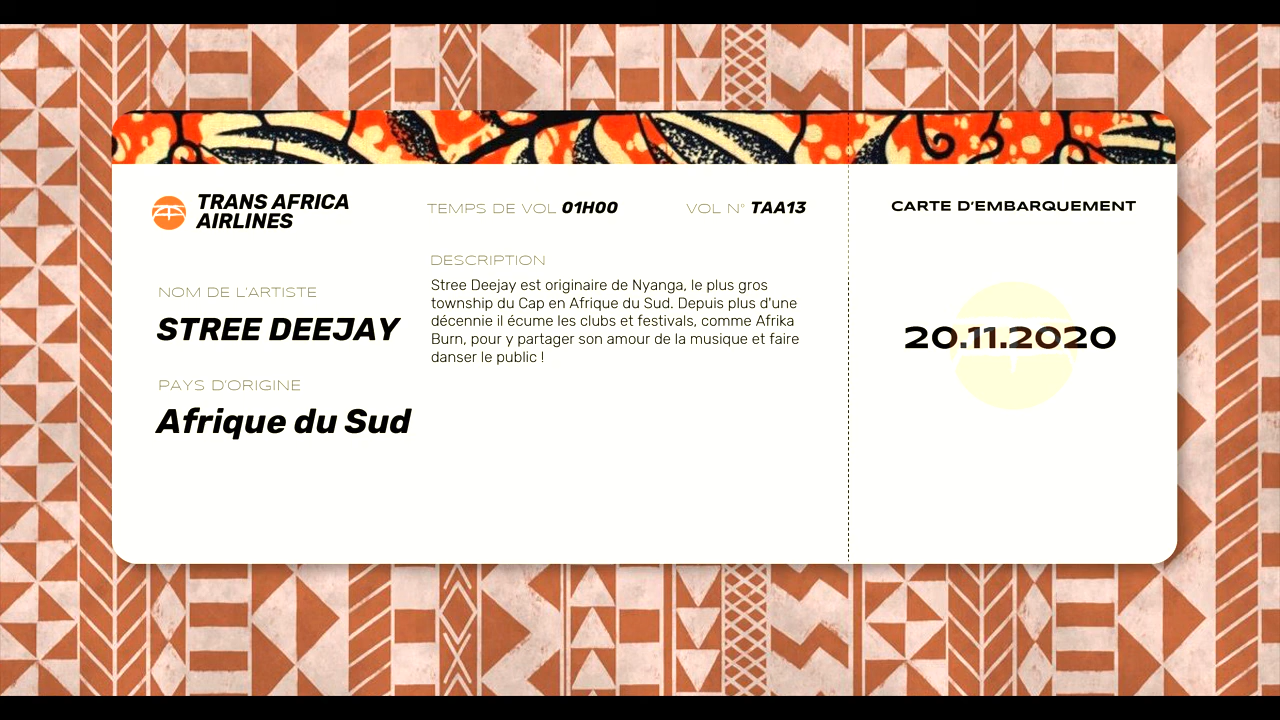 TRANS AFRICA
AIRLINES
TEMPS DE VOL 01H00
VOL N° TAA13
CARTE D'EMBARQUEMENT
NOM DE L'ARTISTE
STREE DEEJAY
PAYS D'ORIGINE
Afrique du Sud
DESCRIPTION
Stree Deejay est originaire de Nyanga, le plus gros
township du Cap en Afrique du Sud. Depuis plus d'une
décennie il écume les clubs et festivals, comme Afrika
Burn, pour y partager son amour de la musique et faire
danser le public !
20.11.2020